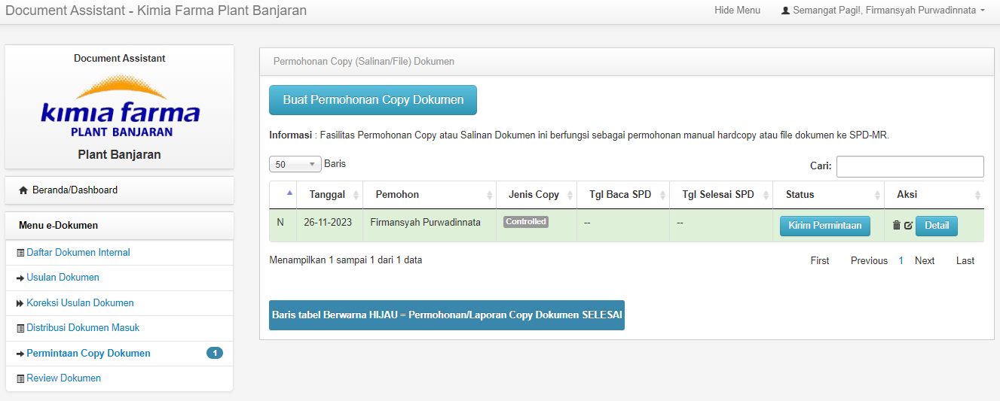 Document Assistant - Kimia Farma Plant Banjaran
Hide Menu
Semangat Pagi!, Firmansyah Purwadinnata
Document Assistant
kimia farma
PLANT BANJARAN
Plant Banjaran
Beranda/Dashboard
Menu e-Dokumen
Daftar Dokumen Internal
Usulan Dokumen
Koreksi Usulan Dokumen
Distribusi Dokumen Masuk
Permintaan Copy Dokumen 1
Review Dokumen
Permohonan Copy (Salinan/File) Dokumen
Buat Permohonan Copy Dokumen
Informasi : Fasilitas Permohonan Copy atau Salinan Dokumen ini berfungsi sebagai permohonan manual hardcopy atau file dokumen ke SPD-MR.
50 Baris
Cari:
Tanggal Pemohon Jenis Copy Tgl Baca SPD Tgl Selesai SPD Status Aksi
N 26-11-2023 Firmansyah Purwadinnata Controlled -- -- Kirim Permintaan Detail
Menampilkan 1 sampai 1 dari 1 data
First Previous 1 Next Last
Baris tabel Berwarna HIJAU = Permohonan/Laporan Copy Dokumen SELESAI